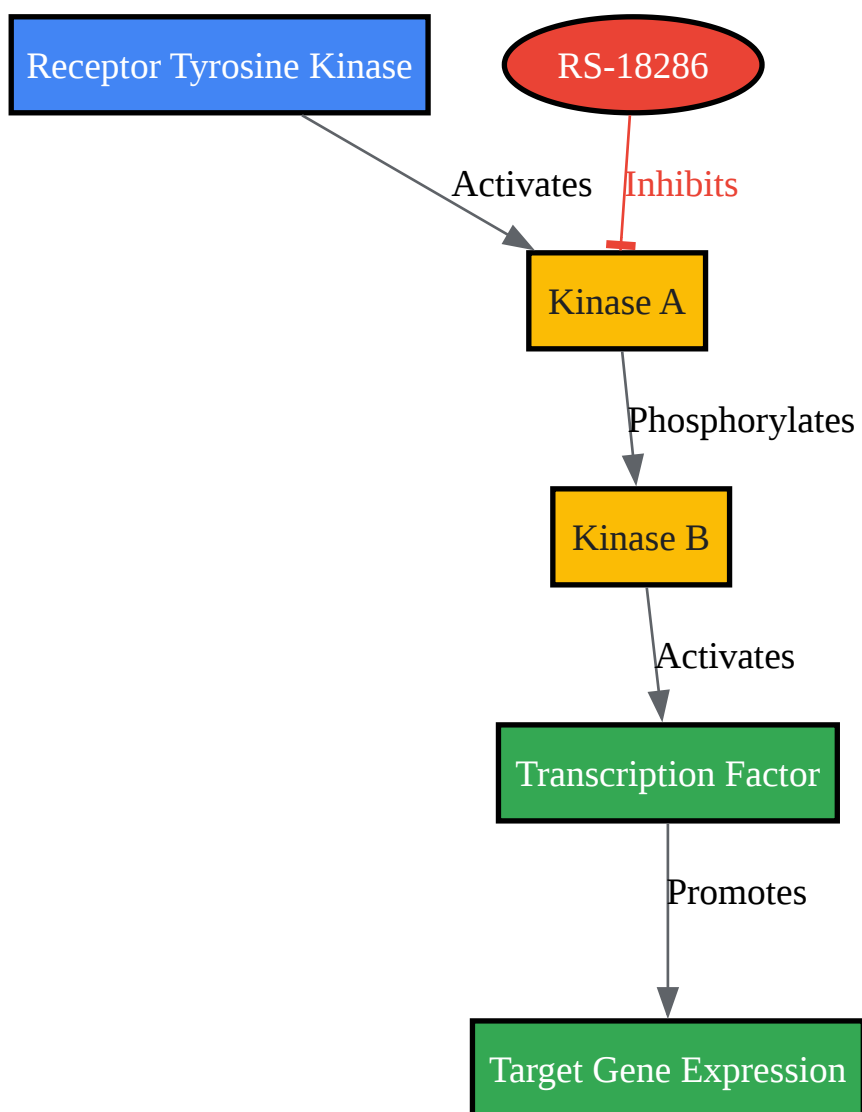 Receptor Tyrosine Kinase
RS-18286
Activates
Inhibits
Kinase A
Phosphorylates
Kinase B
Activates
Transcription Factor
Promotes
Target Gene Expression